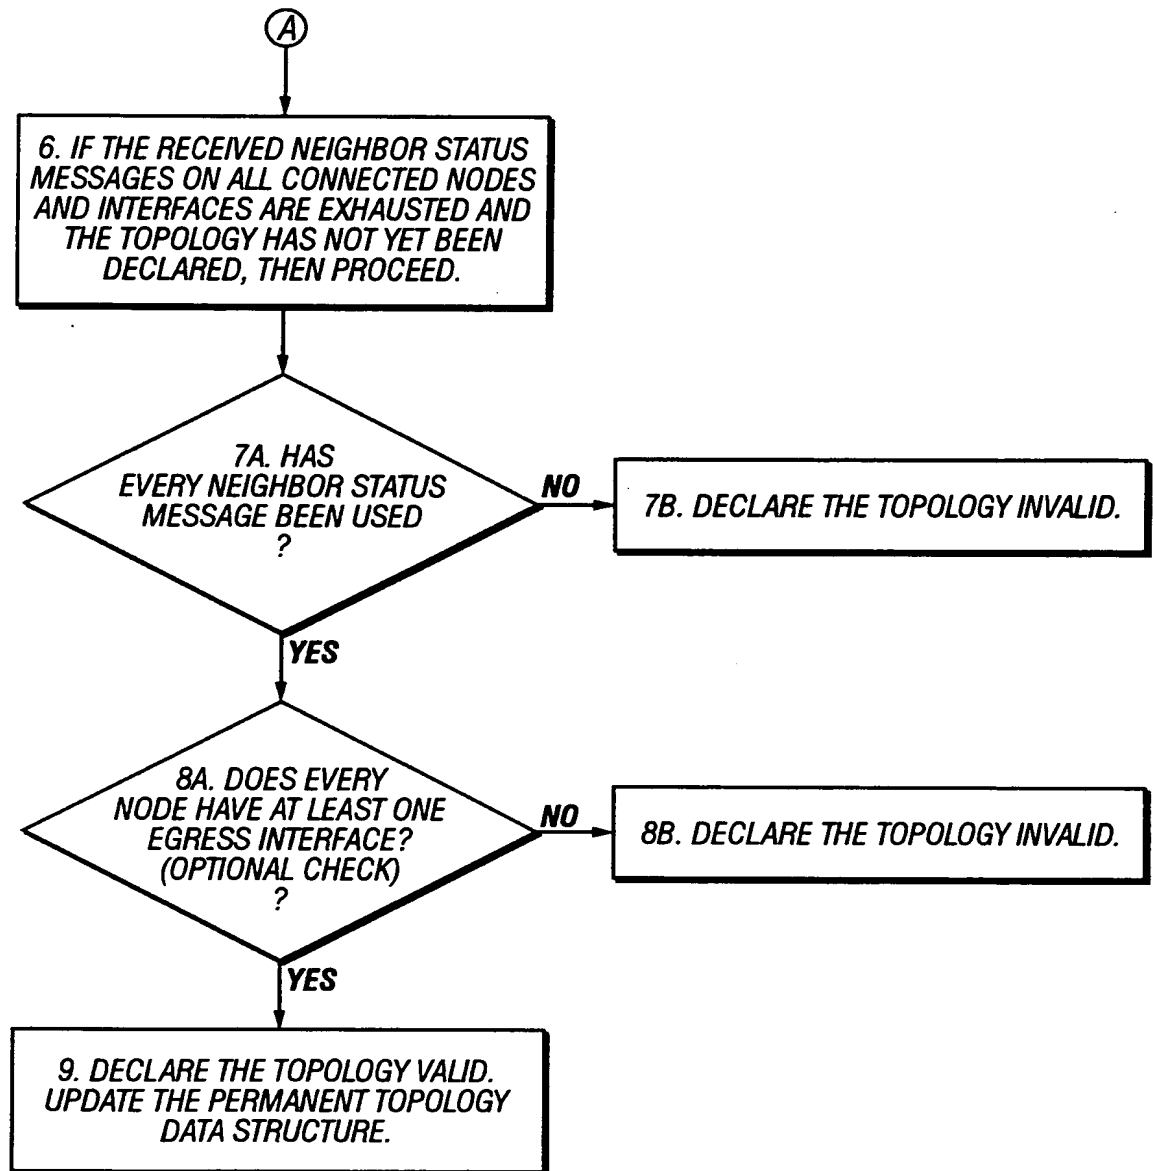 A
6. IF THE RECEIVED NEIGHBOR STATUS
MESSAGES ON ALL CONNECTED NODES
AND INTERFACES ARE EXHAUSTED AND
THE TOPOLOGY HAS NOT YET BEEN
DECLARED, THEN PROCEED.
7A. HAS
EVERY NEIGHBOR STATUS
MESSAGE BEEN USED
?
NO
7B. DECLARE THE TOPOLOGY INVALID.
YES
8A. DOES EVERY
NODE HAVE AT LEAST ONE
EGRESS INTERFACE?
(OPTIONAL CHECK)
?
NO
8B. DECLARE THE TOPOLOGY INVALID.
YES
9. DECLARE THE TOPOLOGY VALID.
UPDATE THE PERMANENT TOPOLOGY
DATA STRUCTURE.